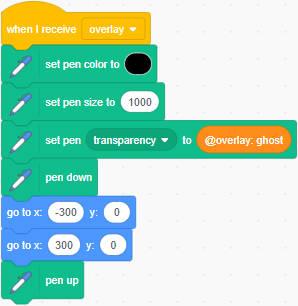 when I receive overlay
set pen color to
set pen size to 1000
set pen transparency to @overlay: ghost
pen down
go to x: -300 y: 0
go to x: 300 y: 0
pen up